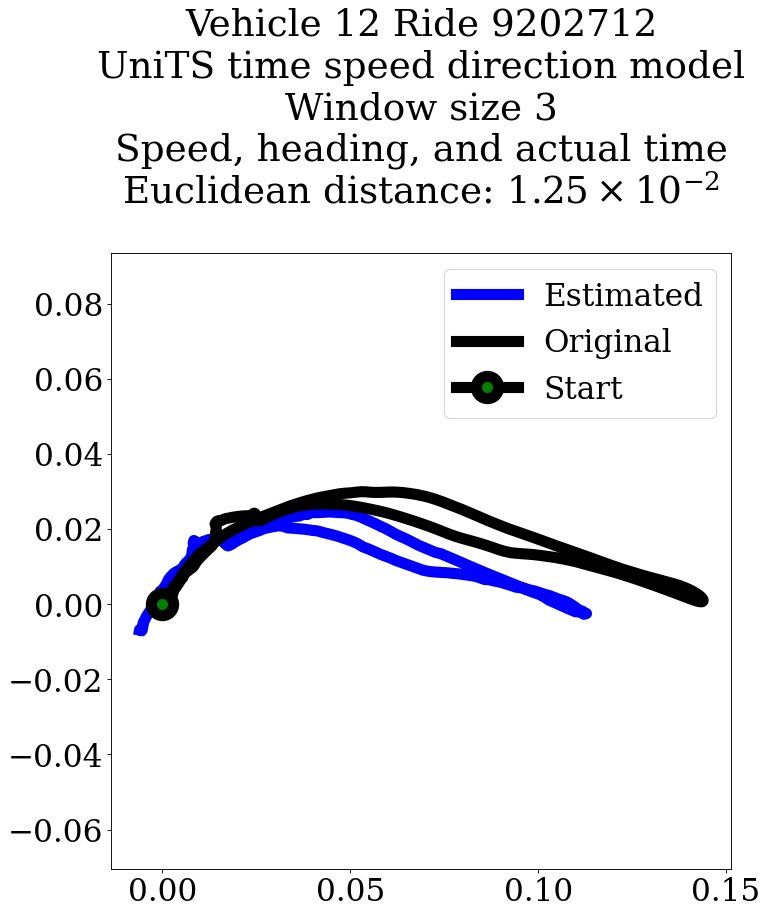 Vehicle 12 Ride 9202712
UniTS time speed direction model
Window size 3
Speed, heading, and actual time
Euclidean distance: 1.25 × 10⁻²
Estimated
Original
Start
0.08
0.06
0.04
0.02
0.00
−0.02
−0.04
−0.06
0.00 0.05 0.10 0.15